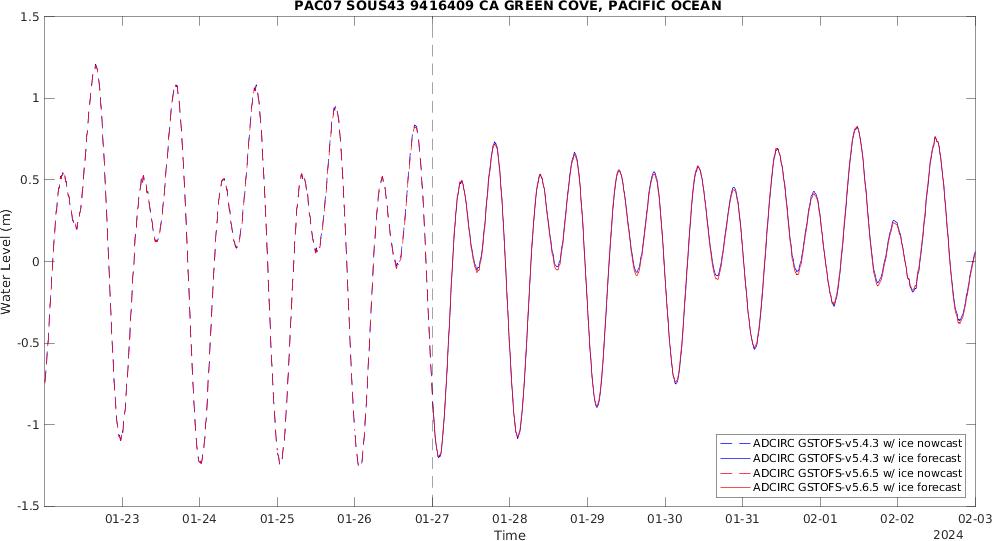 PAC07 SOUS43 9416409 CA GREEN COVE, PACIFIC OCEAN
Water Level (m)
1.5
1
0.5
0
-0.5
-1
-1.5
ADCIRC GSTOFS-v5.4.3 w/ ice nowcast
ADCIRC GSTOFS-v5.4.3 w/ ice forecast
ADCIRC GSTOFS-v5.6.5 w/ ice nowcast
ADCIRC GSTOFS-v5.6.5 w/ ice forecast
01-23 01-24 01-25 01-26 01-27 01-28 01-29 01-30 01-31 02-01 02-02 02-03
Time
2024